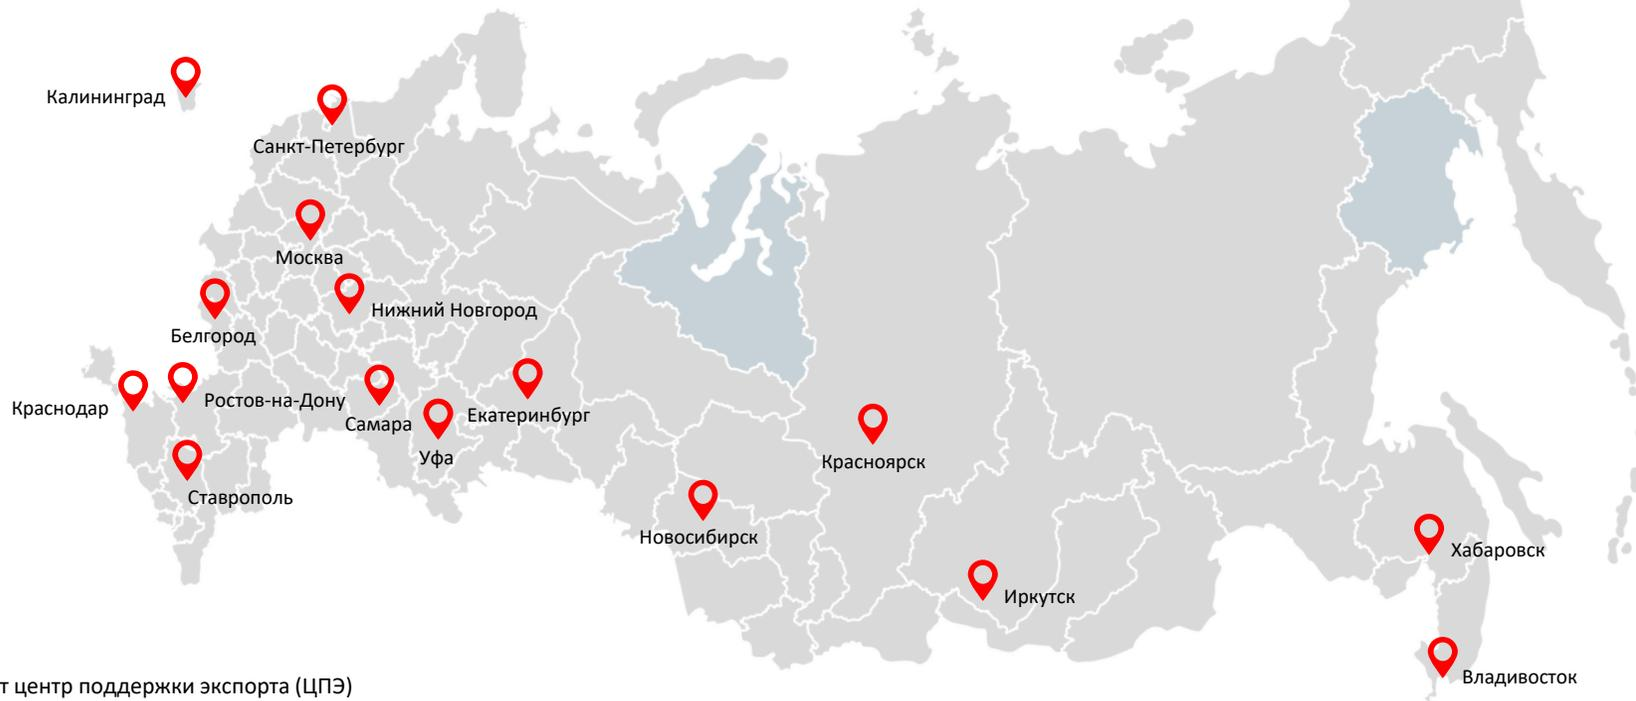 Калининград
Санкт-Петербург
Москва
Нижний Новгород
Белгород
Краснодар
Ростов-на-Дону
Самара
Екатеринбург
Уфа
Красноярск
Ставрополь
Новосибирск
Хабаровск
Иркутск
Владивосток
т центр поддержки экспорта (ЦПЭ)